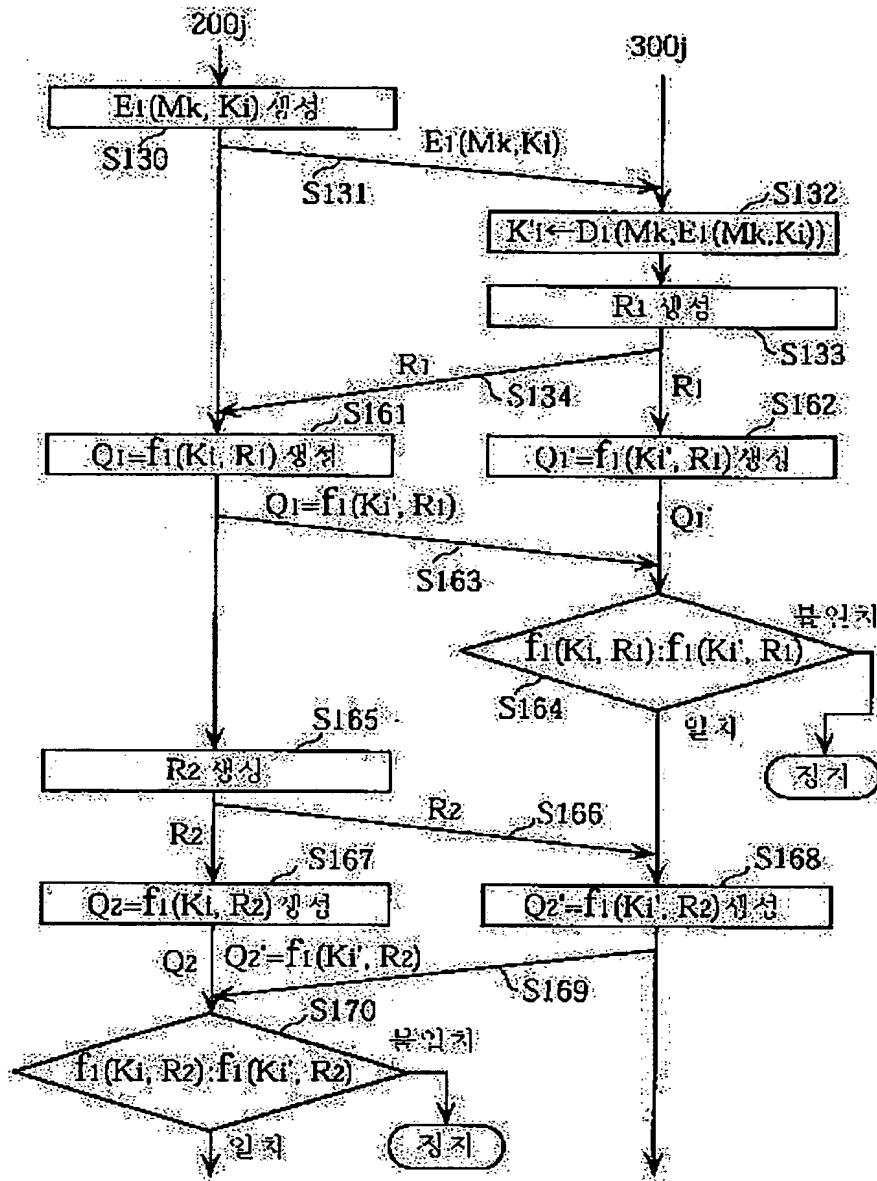 200j
300j
E1(Mk, Ki) 생성
S130
E1(Mk,Ki)
S131
S132
K'i←D1(Mk,E1(Mk,Ki))
R1 생성
S133
R1
S134
R1
S161
S162
Q1=f1(Ki, R1) 생성
Q1'=f1(Ki', R1) 생성
Q1=f1(Ki', R1)
Q1'
S163
불일치
f1(Ki, R1):f1(Ki', R1)
S164
일치
정지
S165
R2 생성
R2
S166
R2
S167
S168
Q2=f1(Ki, R2) 생성
Q2'=f1(Ki', R2) 생성
Q2
Q2'=f1(Ki', R2)
S169
S170
불일치
f1(Ki, R2):f1(Ki', R2)
정지
일치